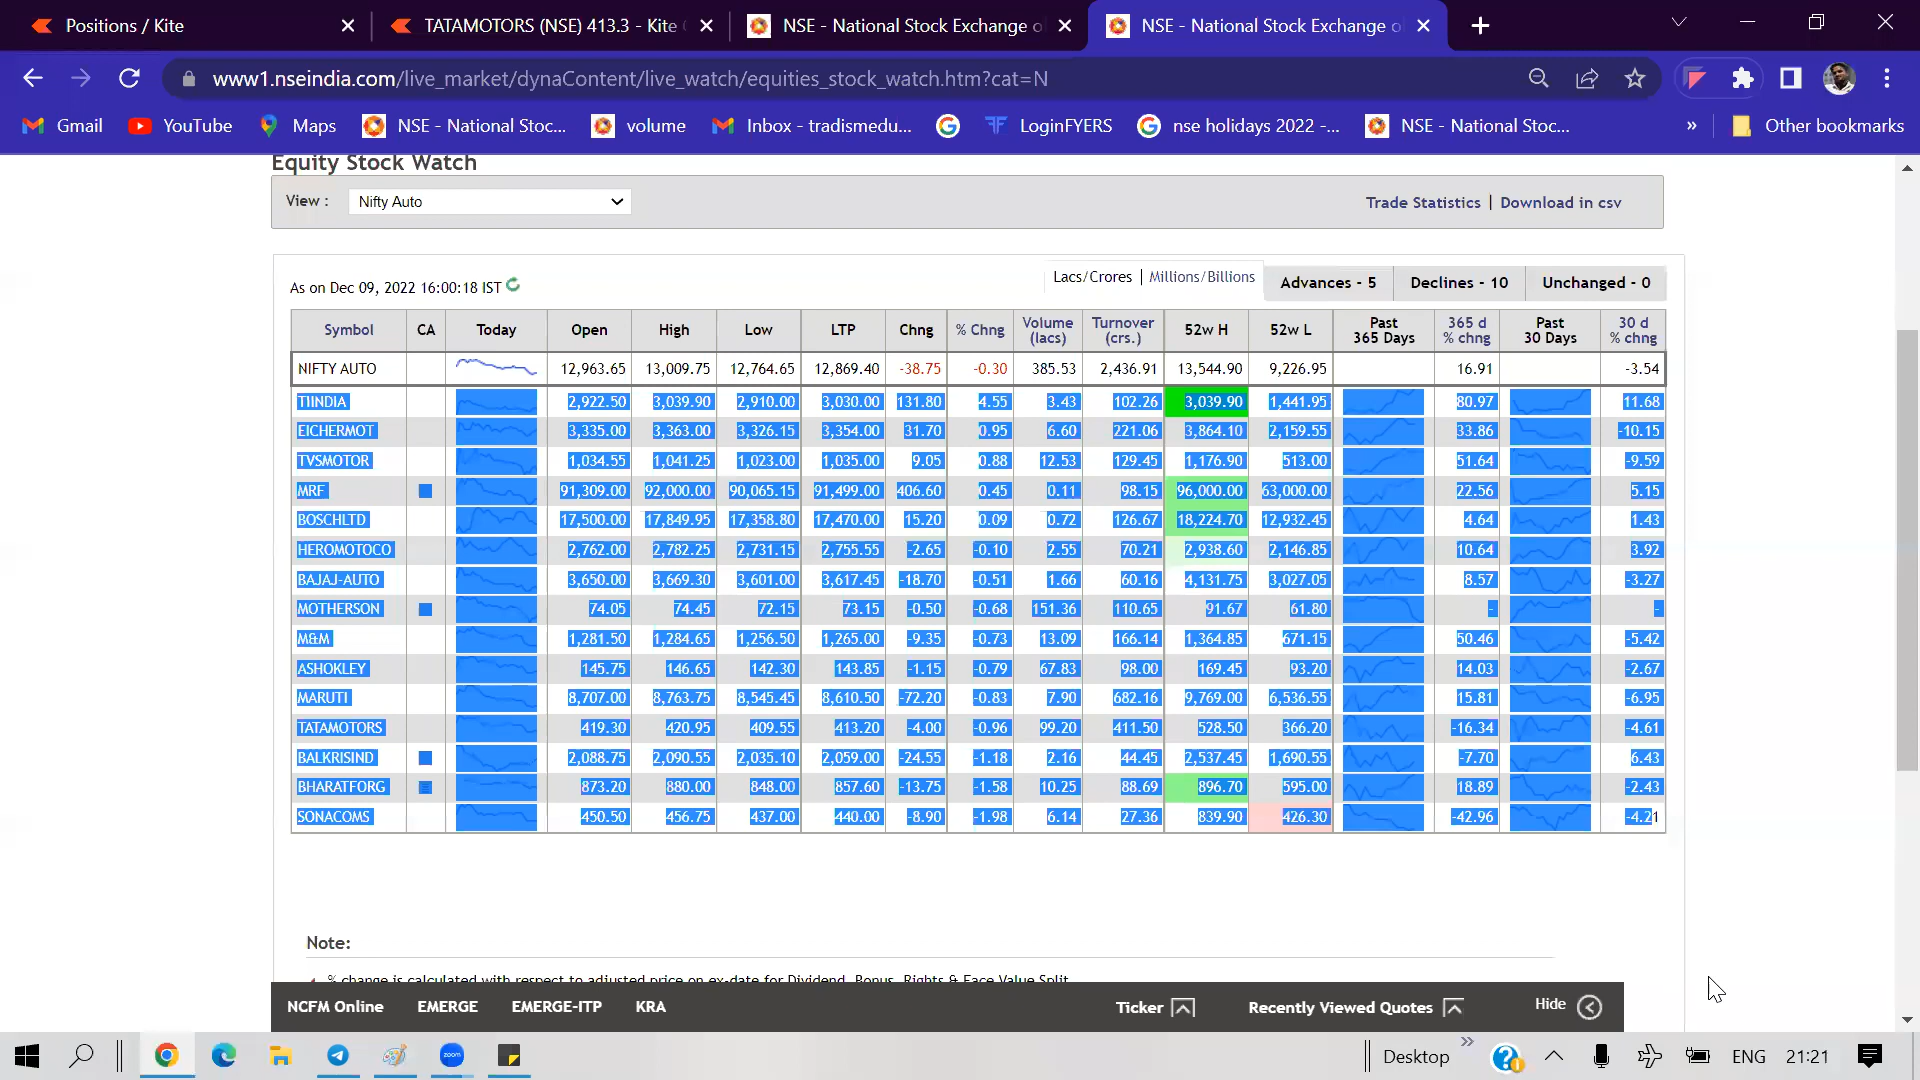 Positions / Kite
TATAMOTORS (NSE) 413.3 - Kite
NSE - National Stock Exchange o
NSE - National Stock Exchange o
www1.nseindia.com/live_market/dynaContent/live_watch/equities_stock_watch.htm?cat=N
Gmail YouTube Maps NSE - National Stoc... volume Inbox - tradismedu... LoginFYERS nse holidays 2022 -... NSE - National Stoc... » Other bookmarks
Equity Stock Watch
View : Nifty Auto Trade Statistics | Download in csv
As on Dec 09, 2022 16:00:18 IST Lacs/Crores | Millions/Billions Advances - 5 Declines - 10 Unchanged - 0
Symbol CA Today Open High Low LTP Chng % Chng Volume (lacs) Turnover (crs.) 52w H 52w L Past 365 Days 365 d % chng Past 30 Days 30 d % chng
NIFTY AUTO 12,963.65 13,009.75 12,764.65 12,869.40 -38.75 -0.30 385.53 2,436.91 13,544.90 9,226.95 16.91 -3.54
TIINDIA 2,922.50 3,039.90 2,910.00 3,030.00 131.80 4.55 3.43 102.26 3,039.90 1,441.95 80.97 11.68
EICHERMOT 3,335.00 3,363.00 3,326.15 3,354.00 31.70 0.95 6.60 221.06 3,864.10 2,159.55 33.86 -10.15
TVSMOTOR 1,034.55 1,041.25 1,023.00 1,035.00 9.05 0.88 12.53 129.45 1,176.90 513.00 51.64 -9.59
MRF 91,309.00 92,000.00 90,065.15 91,499.00 406.60 0.45 0.11 98.15 96,000.00 63,000.00 22.56 5.15
BOSCHLTD 17,500.00 17,849.95 17,358.80 17,470.00 15.20 0.09 0.72 126.67 18,224.70 12,932.45 4.64 1.43
HEROMOTOCO 2,762.00 2,782.25 2,731.15 2,755.55 -2.65 -0.10 2.55 70.21 2,938.60 2,146.85 10.64 3.92
BAJAJ-AUTO 3,650.00 3,669.30 3,601.00 3,617.45 -18.70 -0.51 1.66 60.16 4,131.75 3,027.05 8.57 -3.27
MOTHERSON 74.05 74.45 72.15 73.15 -0.50 -0.68 151.36 110.65 91.67 61.80 - -
M&M 1,281.50 1,284.65 1,256.50 1,265.00 -9.35 -0.73 13.09 166.14 1,364.85 671.15 50.46 -5.42
ASHOKLEY 145.75 146.65 142.30 143.85 -1.15 -0.79 67.83 98.00 169.45 93.20 14.03 -2.67
MARUTI 8,707.00 8,763.75 8,545.45 8,610.50 -72.20 -0.83 7.90 682.16 9,769.00 6,536.55 15.81 -6.95
TATAMOTORS 419.30 420.95 409.55 413.20 -4.00 -0.96 99.20 411.50 528.50 366.20 -16.34 -4.61
BALKRISIND 2,088.75 2,090.55 2,035.10 2,059.00 -24.55 -1.18 2.16 44.45 2,537.45 1,690.55 -7.70 6.43
BHARATFORG 873.20 880.00 848.00 857.60 -13.75 -1.58 10.25 88.69 896.70 595.00 18.89 -2.43
SONACOMS 450.50 456.75 437.00 440.00 -8.90 -1.98 6.14 27.36 839.90 426.30 -42.96 -4.21
Note:
% change is calculated with respect to adjusted price on ex-date for Dividend, Bonus, Rights & Face Value Split
NCFM Online EMERGE EMERGE-ITP KRA Ticker Recently Viewed Quotes Hide
zoom Desktop » ENG 21:21